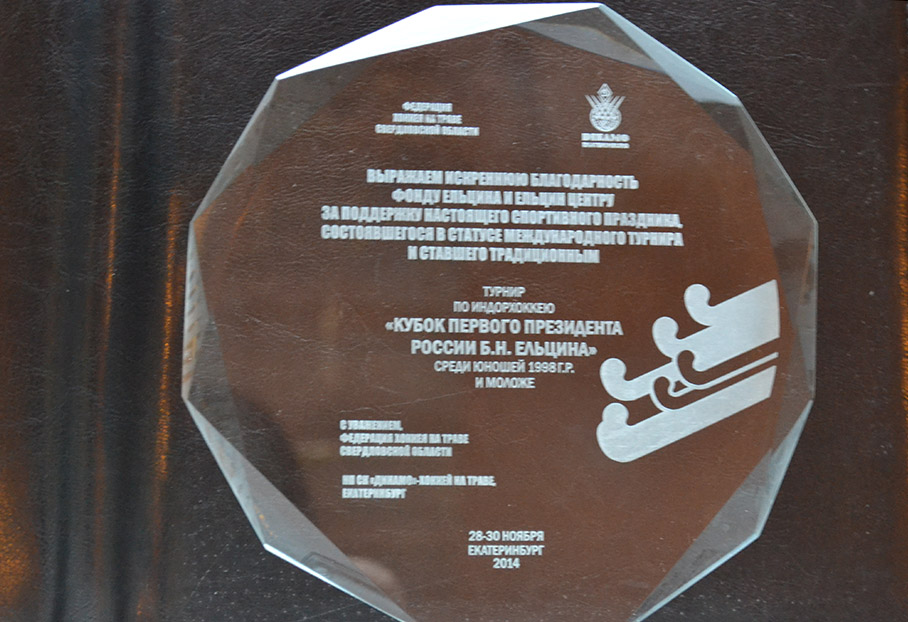 ФЕДЕРАЦИЯ
ХОККЕЯ НА ТРАВЕ
СВЕРДЛОВСКОЙ ОБЛАСТИ
ВЫРАЖАЕМ ИСКРЕННЮЮ БЛАГОДАРНОСТЬ
ФОНДУ ЕЛЬЦИНА И ЕЛЬЦИН ЦЕНТРУ
ЗА ПОДДЕРЖКУ НАСТОЯЩЕГО СПОРТИВНОГО ПРАЗДНИКА,
СОСТОЯВШЕГОСЯ В СТАТУСЕ МЕЖДУНАРОДНОГО ТУРНИРА
И СТАВШЕГО ТРАДИЦИОННЫМ
ТУРНИР
ПО ИНДОРХОККЕЮ
«КУБОК ПЕРВОГО ПРЕЗИДЕНТА
РОССИИ Б.Н. ЕЛЬЦИНА»
СРЕДИ ЮНОШЕЙ 1998 Г.Р.
И МОЛОЖЕ
С УВАЖЕНИЕМ,
ФЕДЕРАЦИЯ ХОККЕЯ НА ТРАВЕ
СВЕРДЛОВСКОЙ ОБЛАСТИ
НП СК «ДИНАМО»-ХОККЕЙ НА ТРАВЕ,
ЕКАТЕРИНБУРГ
28-30 НОЯБРЯ
ЕКАТЕРИНБУРГ
2014